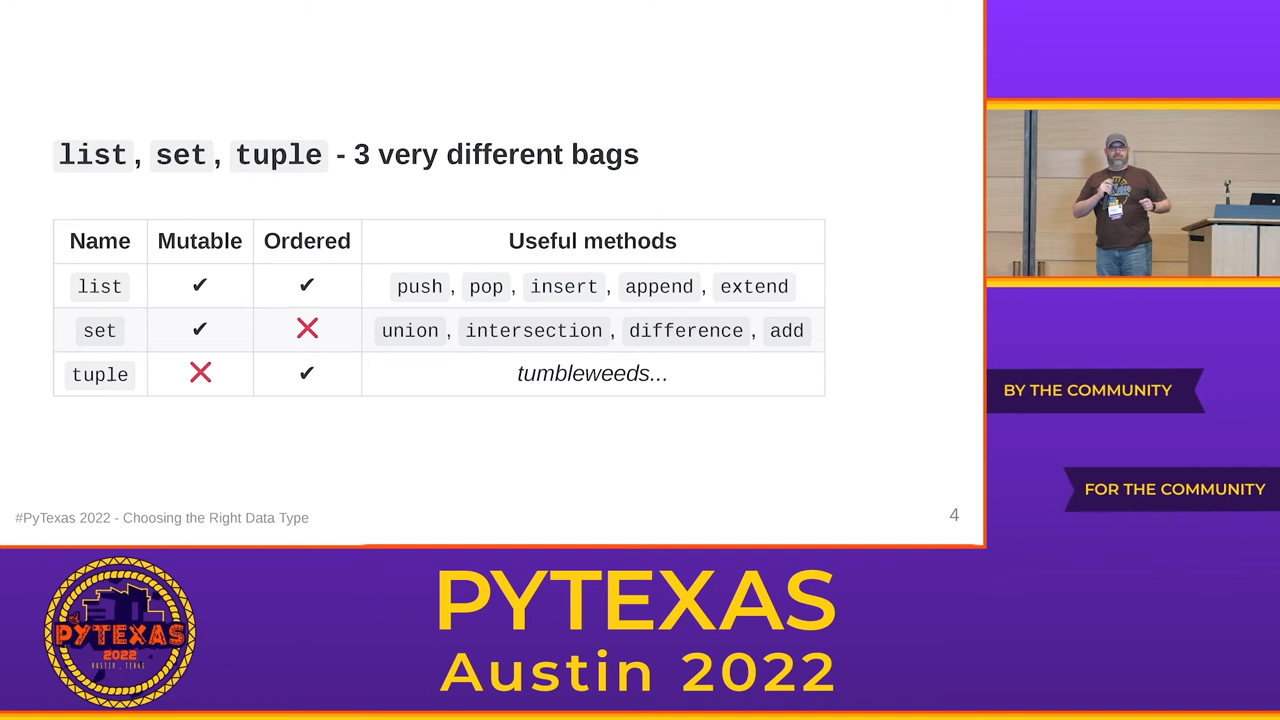 list, set, tuple - 3 very different bags
Name Mutable Ordered Useful methods
list ✔ ✔ push, pop, insert, append, extend
set ✔ ❌ union, intersection, difference, add
tuple ❌ ✔ tumbleweeds...
#PyTexas 2022 - Choosing the Right Data Type 4
BY THE COMMUNITY
FOR THE COMMUNITY
PYTEXAS
2022
AUSTIN, TEXAS
PYTEXAS
Austin 2022